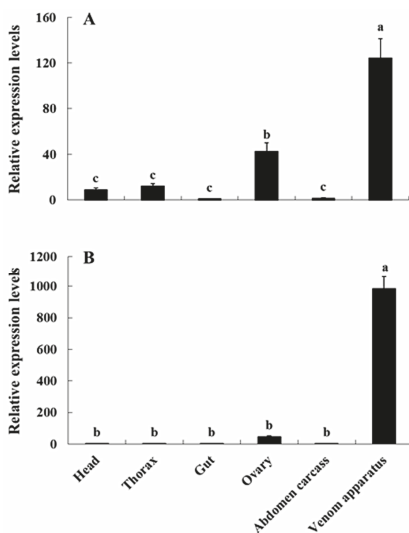 A
Relative expression levels
160
120
80
40
0
c
c
c
b
c
a
B
Relative expression levels
1200
1000
800
600
400
200
0
b
b
b
b
b
a
Head
Thorax
Gut
Ovary
Abdomen carcass
Venom apparatus